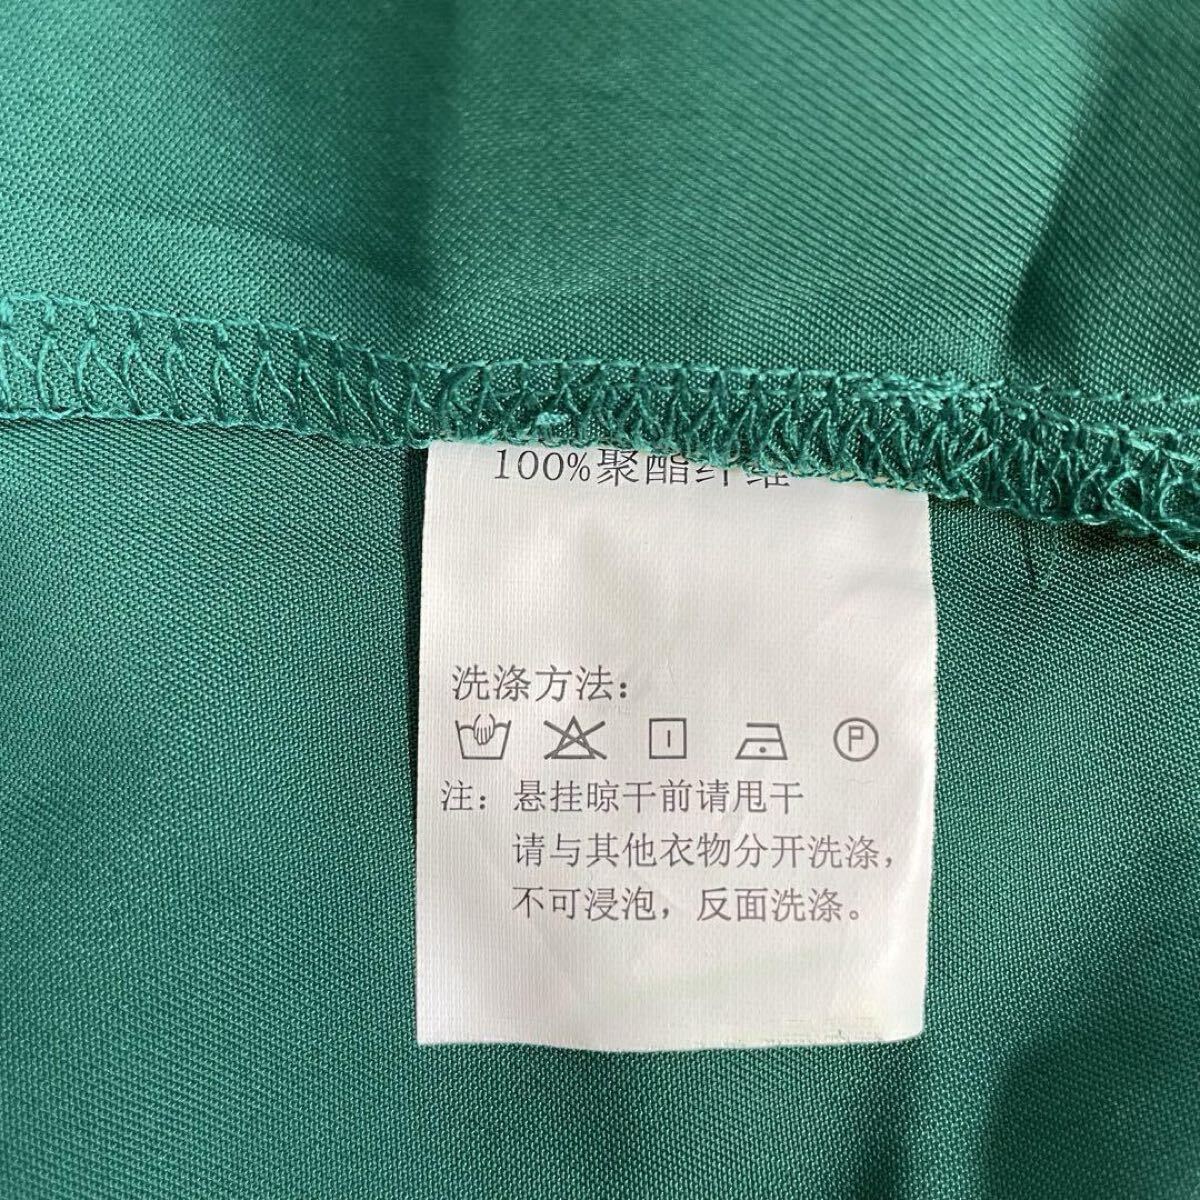 100%聚酯纤维
洗涤方法：
P
注：悬挂晾干前请甩干
请与其他衣物分开洗涤，
不可浸泡，反面洗涤。